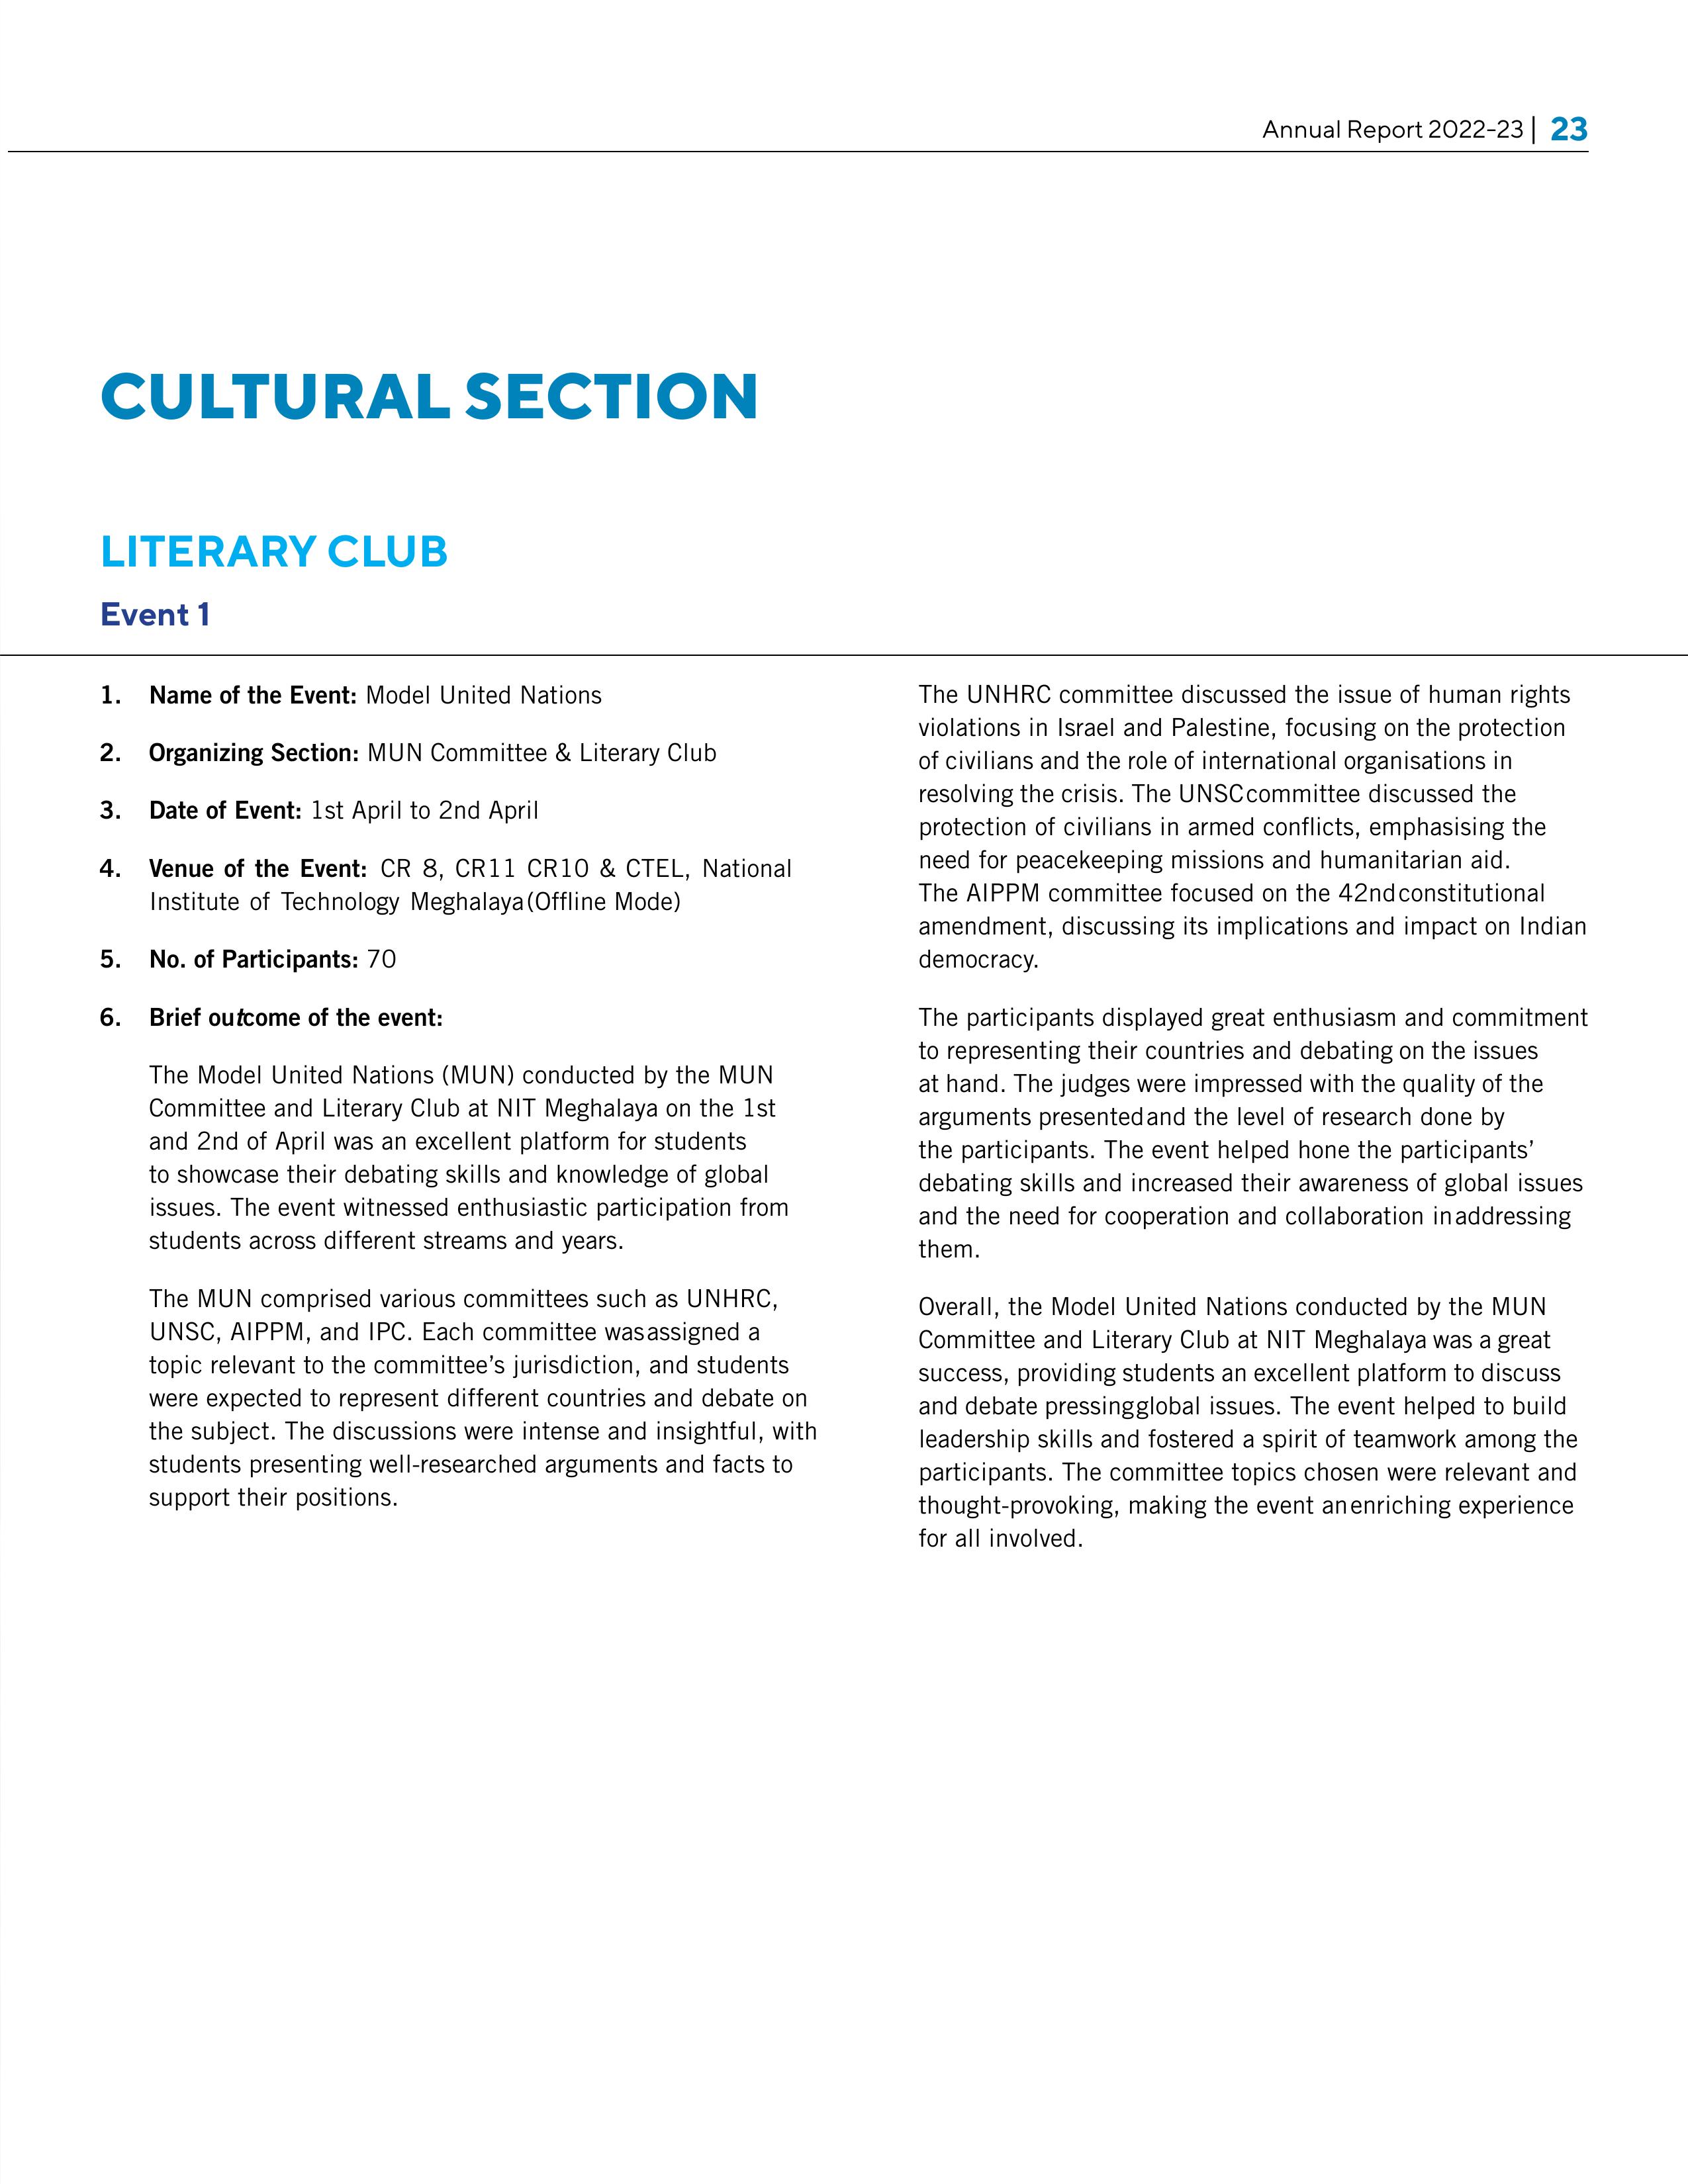 Annual Report 2022-23 | 23
CULTURAL SECTION
LITERARY CLUB
Event 1
1. Name of the Event: Model United Nations
2. Organizing Section: MUN Committee & Literary Club
3. Date of Event: 1st April to 2nd April
4. Venue of the Event: CR 8, CR11 CR10 & CTEL, National
Institute of Technology Meghalaya(Offline Mode)
5. No. of Participants: 70
6. Brief outcome of the event:
The Model United Nations (MUN) conducted by the MUN
Committee and Literary Club at NIT Meghalaya on the 1st
and 2nd of April was an excellent platform for students
to showcase their debating skills and knowledge of global
issues. The event witnessed enthusiastic participation from
students across different streams and years.
The MUN comprised various committees such as UNHRC,
UNSC, AIPPM, and IPC. Each committee wasassigned a
topic relevant to the committee’s jurisdiction, and students
were expected to represent different countries and debate on
the subject. The discussions were intense and insightful, with
students presenting well-researched arguments and facts to
support their positions.
The UNHRC committee discussed the issue of human rights
violations in Israel and Palestine, focusing on the protection
of civilians and the role of international organisations in
resolving the crisis. The UNSCcommittee discussed the
protection of civilians in armed conflicts, emphasising the
need for peacekeeping missions and humanitarian aid.
The AIPPM committee focused on the 42ndconstitutional
amendment, discussing its implications and impact on Indian
democracy.
The participants displayed great enthusiasm and commitment
to representing their countries and debating on the issues
at hand. The judges were impressed with the quality of the
arguments presentedand the level of research done by
the participants. The event helped hone the participants’
debating skills and increased their awareness of global issues
and the need for cooperation and collaboration inaddressing
them.
Overall, the Model United Nations conducted by the MUN
Committee and Literary Club at NIT Meghalaya was a great
success, providing students an excellent platform to discuss
and debate pressingglobal issues. The event helped to build
leadership skills and fostered a spirit of teamwork among the
participants. The committee topics chosen were relevant and
thought-provoking, making the event anenriching experience
for all involved.